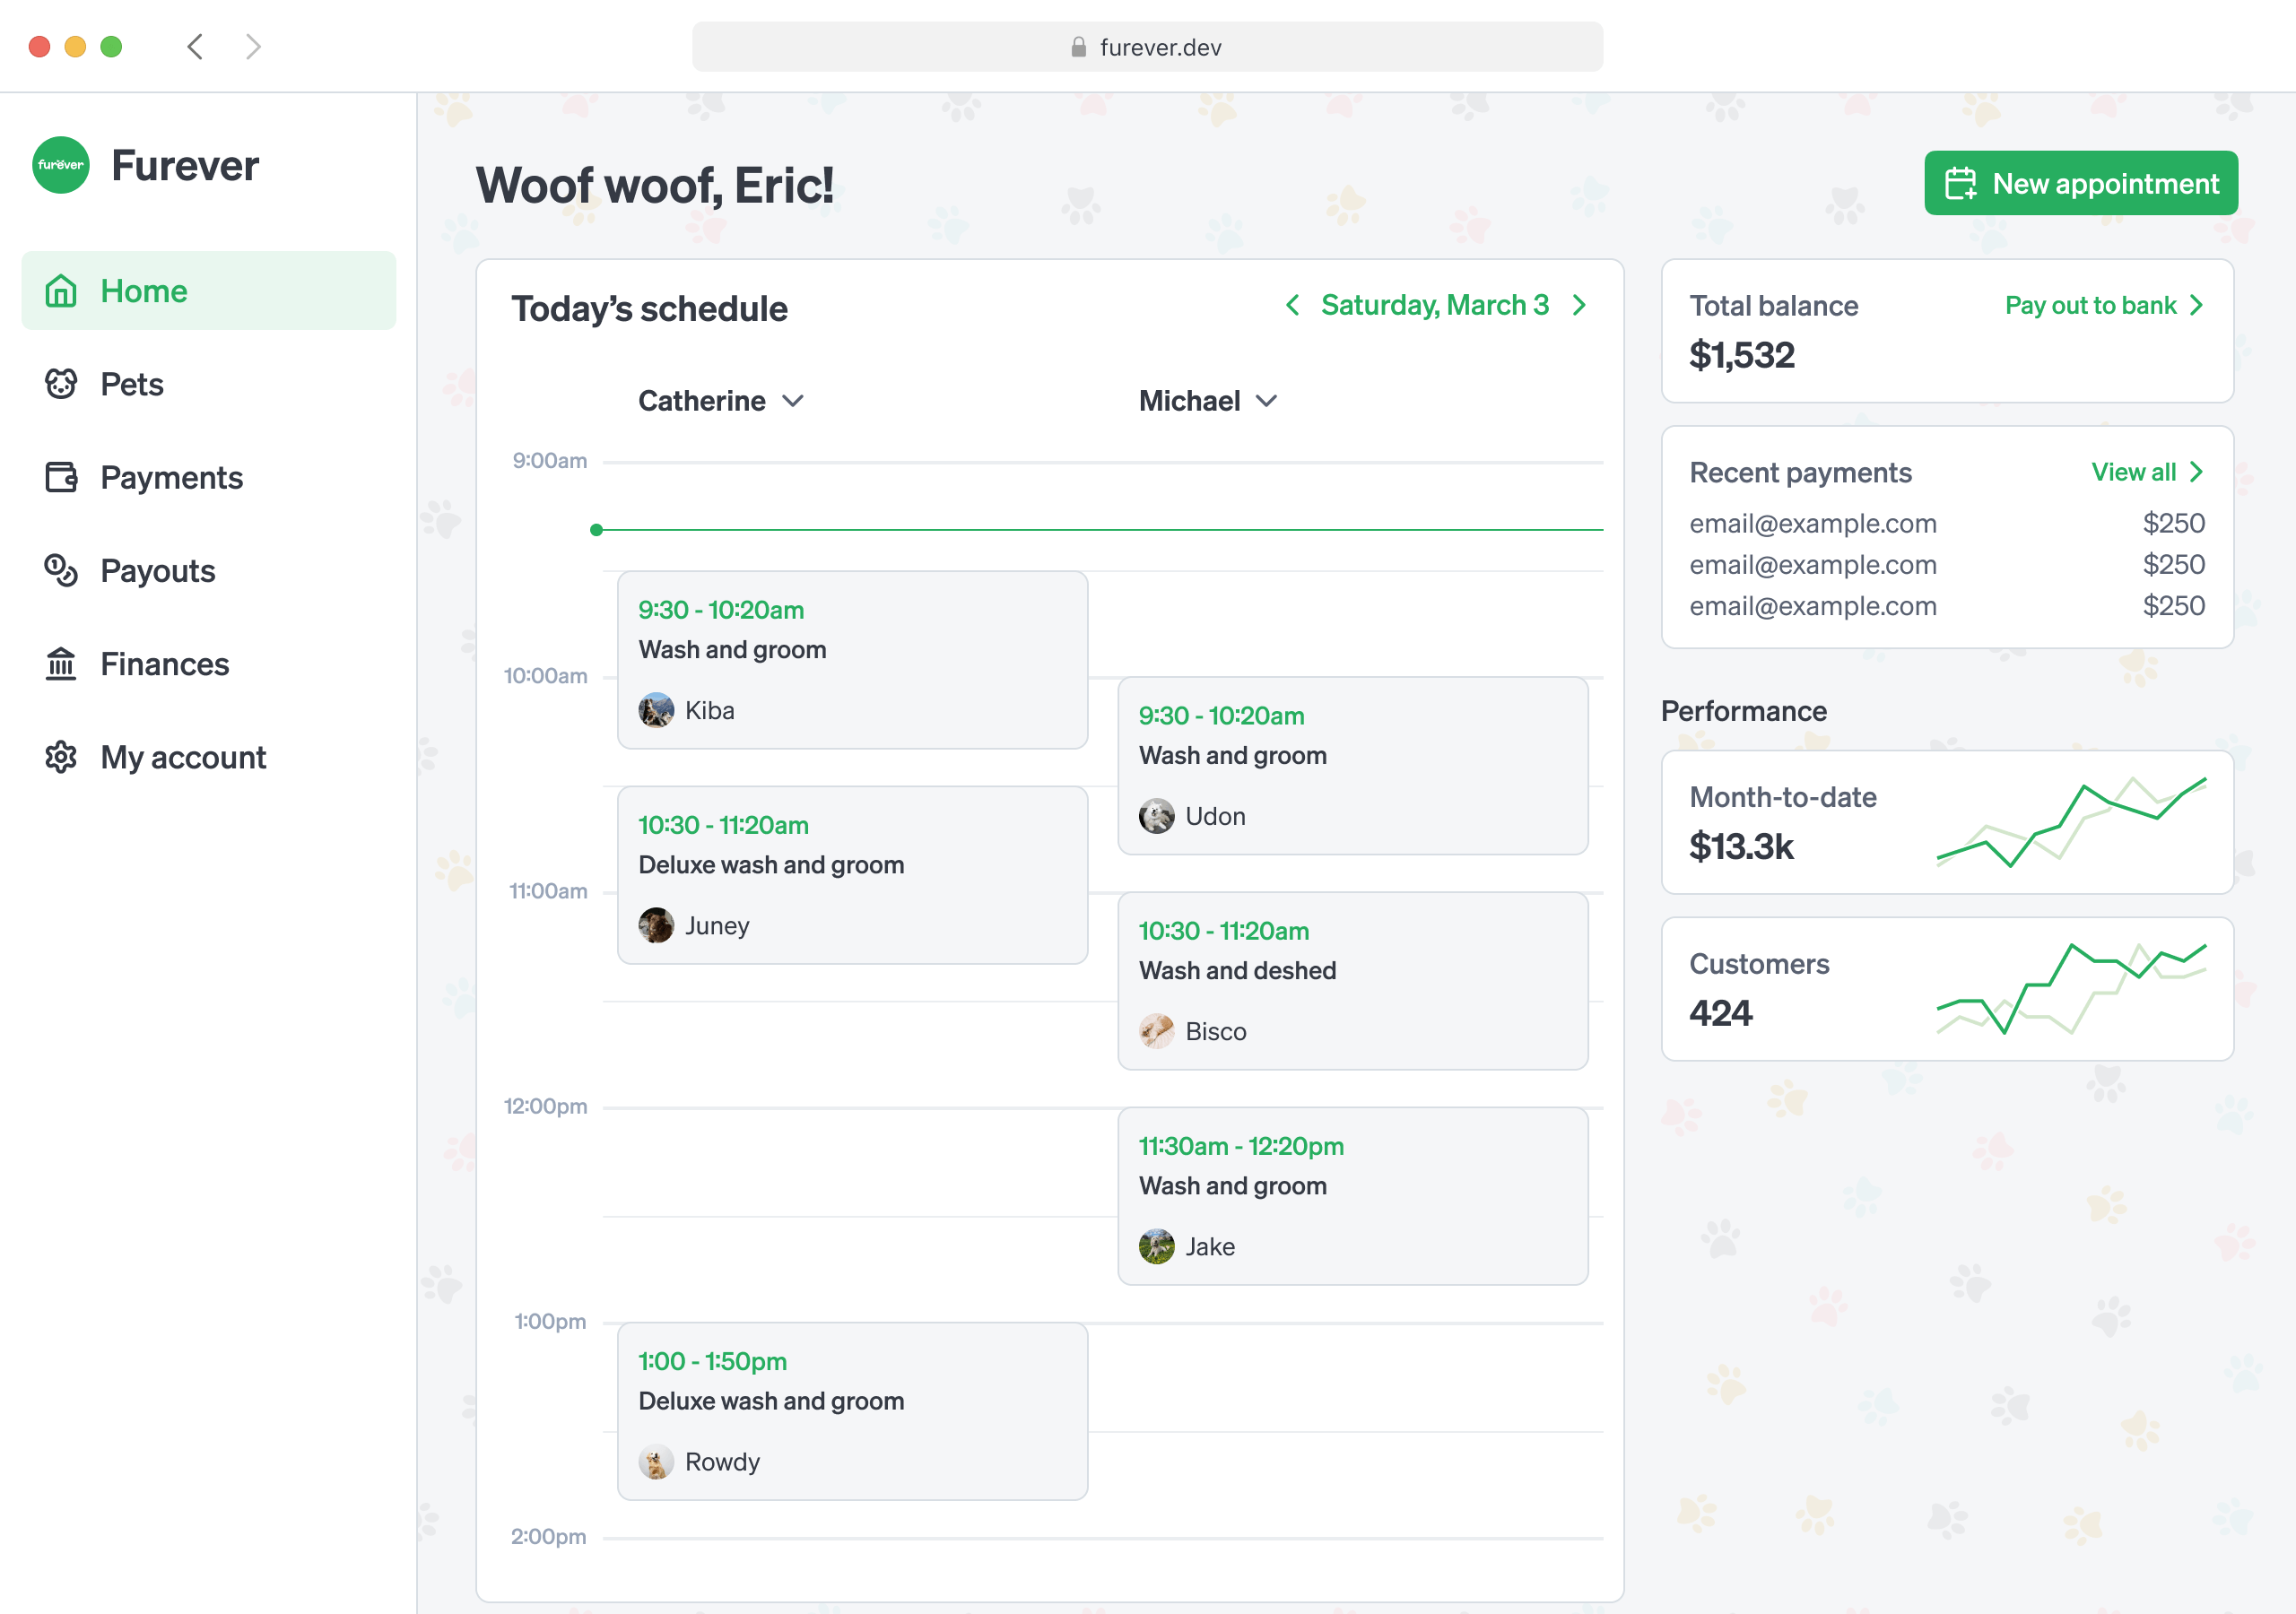 furever.dev
furever
Furever
Home
Pets
Payments
Payouts
Finances
My account
Woof woof, Eric!
New appointment
Today’s schedule
Saturday, March 3
Catherine
Michael
9:00am
9:30 - 10:20am
Wash and groom
Kiba
10:00am
9:30 - 10:20am
Wash and groom
Udon
10:30 - 11:20am
Deluxe wash and groom
Juney
11:00am
10:30 - 11:20am
Wash and deshed
Bisco
12:00pm
11:30am - 12:20pm
Wash and groom
Jake
1:00pm
1:00 - 1:50pm
Deluxe wash and groom
Rowdy
2:00pm
Total balance
Pay out to bank
$1,532
Recent payments
View all
email@example.com $250
email@example.com $250
email@example.com $250
Performance
Month-to-date
$13.3k
Customers
424